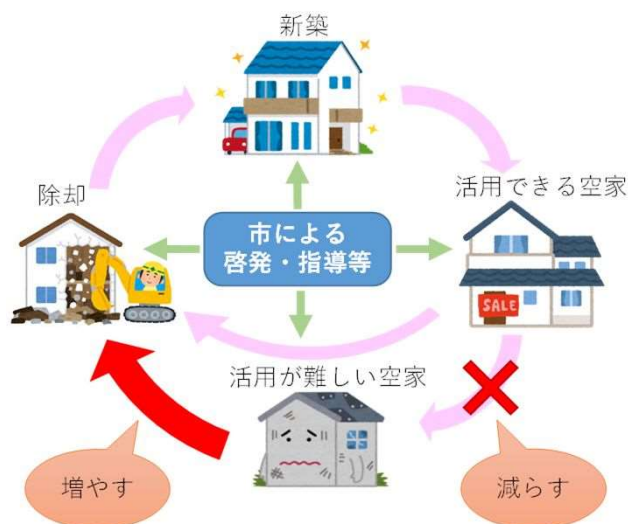 新築
除却
活用できる空家
市による
啓発・指導等
SALE
活用が難しい空家
増やす
減らす